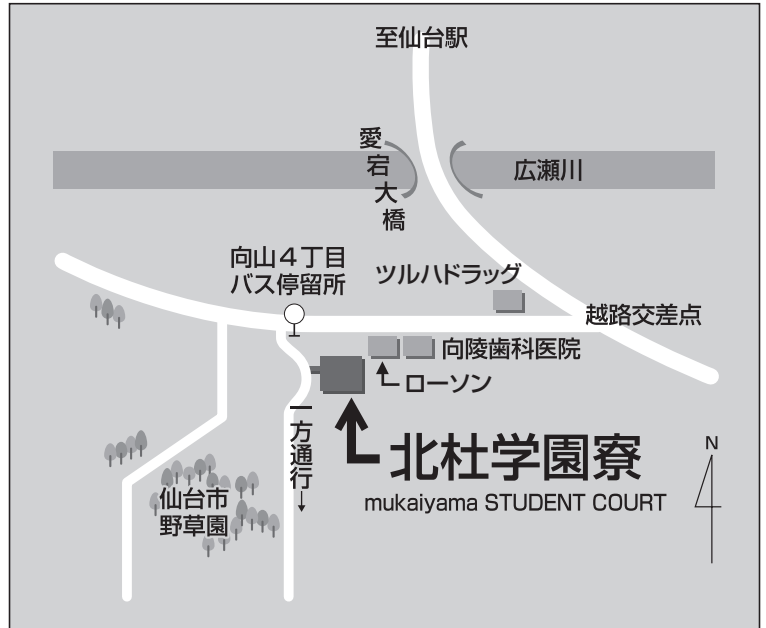 至仙台駅
愛宕大橋
広瀬川
向山4丁目
バス停留所
ツルハドラッグ
越路交差点
向陵歯科医院
ローソン
一方通行
北杜学園寮
mukaiyama STUDENT COURT
N
仙台市
野草園